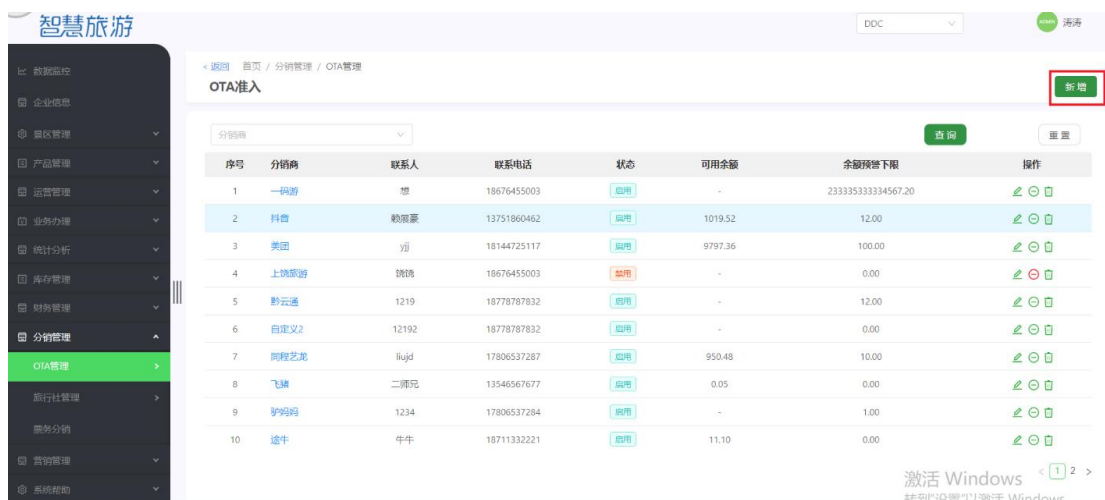 智慧旅游
DDC
涛涛
数据监控
企业信息
景区管理
产品管理
运营管理
业务办理
统计分析
库存管理
财务管理
分销管理
OTA管理
旅行社管理
票务分销
营销管理
系统帮助
< 返回 首页 / 分销管理 / OTA管理
OTA准入
新增
分销商
查询
重置
序号 分销商 联系人 联系电话 状态 可用余额 余额预警下限 操作
1 一码游 想 18676455003 启用 - 233335333334567.20
2 抖音 赖展豪 13751860462 启用 1019.52 12.00
3 美团 yjj 18144725117 启用 9797.36 100.00
4 上饶旅游 饶饶 18676455003 禁用 - 0.00
5 黔云通 1219 18778787832 启用 - 12.00
6 自定义2 12192 18778787832 启用 - 0.00
7 同程艺龙 liujd 17806537287 启用 950.48 10.00
8 飞猪 二师兄 13546567677 启用 0.05 0.00
9 驴妈妈 1234 17806537284 启用 - 1.00
10 途牛 牛牛 18711332221 启用 11.10 0.00
< 1 2 >
激活 Windows
转到"设置"以激活 Windows